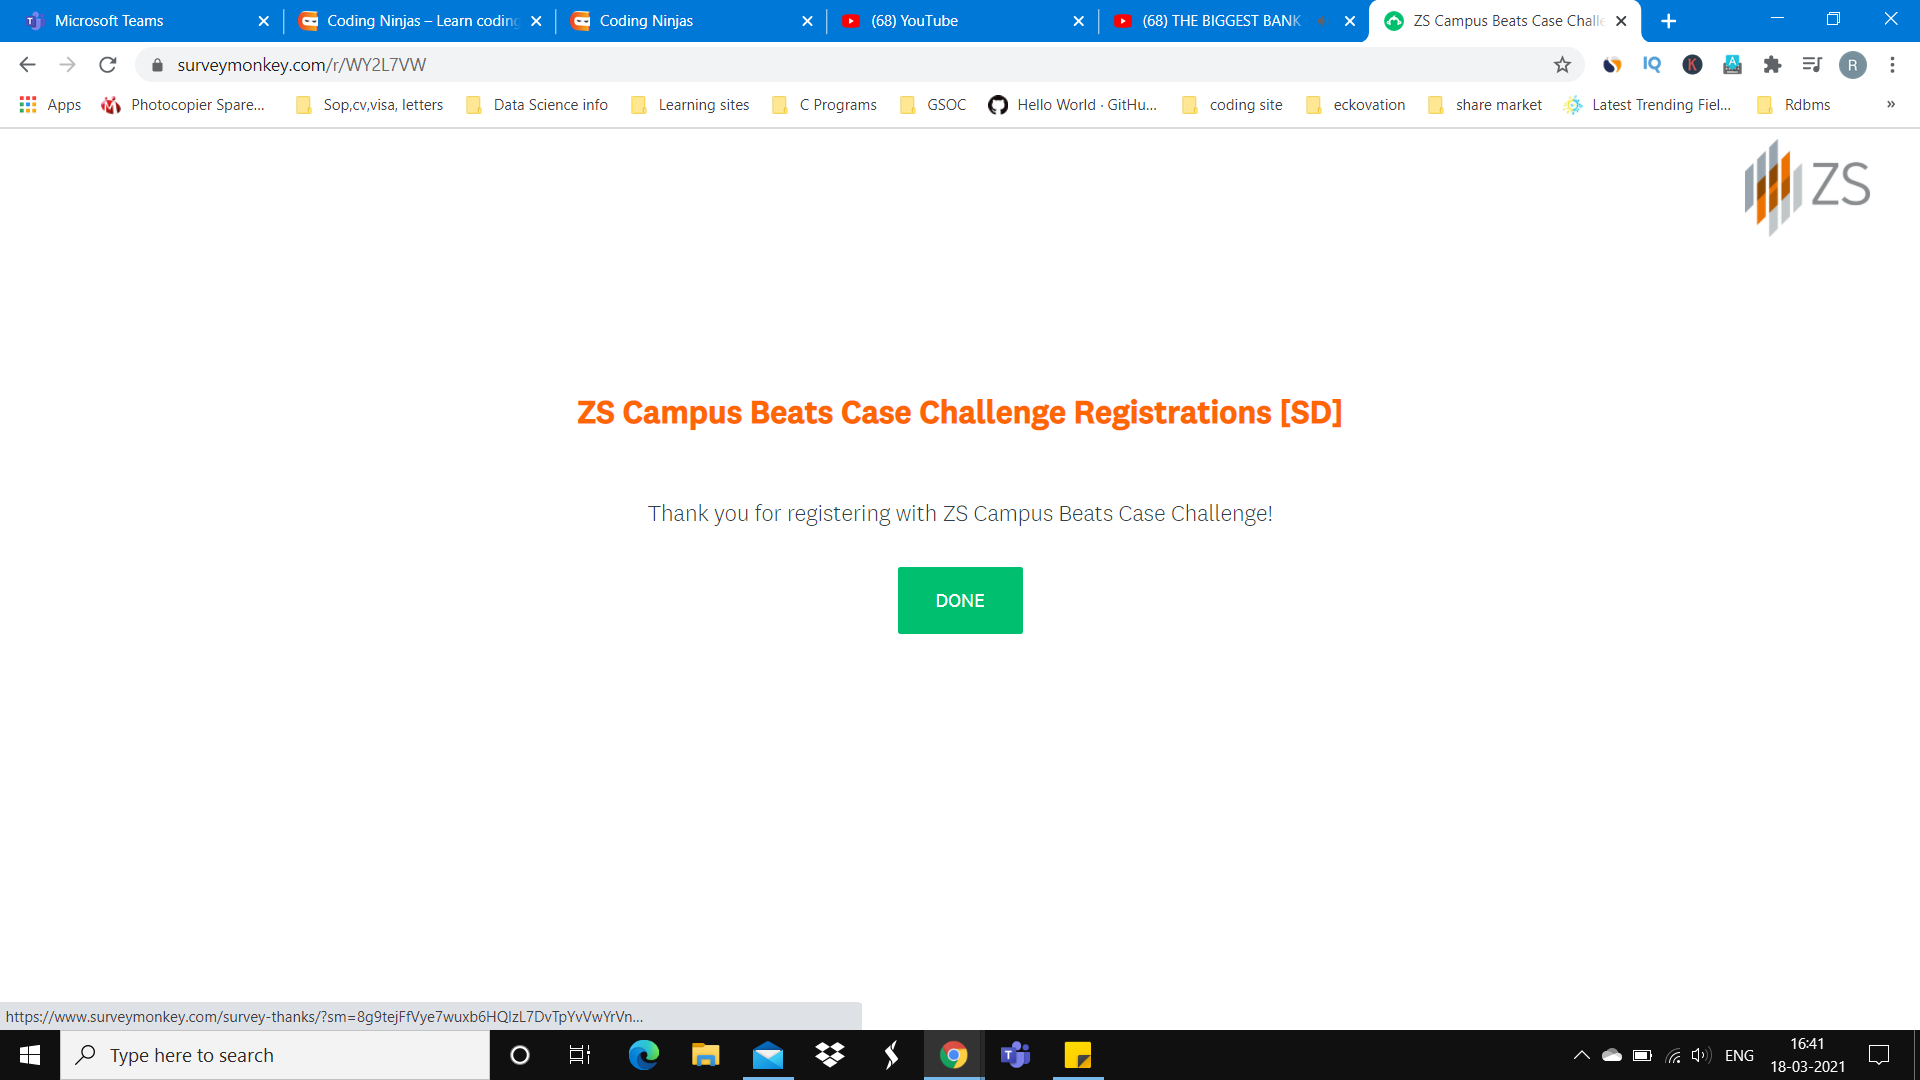 Microsoft Teams
Coding Ninjas – Learn coding
Coding Ninjas
(68) YouTube
(68) THE BIGGEST BANK
ZS Campus Beats Case Challe
surveymonkey.com/r/WY2L7VW
IQ
K
A
R
Apps
Photocopier Spare...
Sop,cv,visa, letters
Data Science info
Learning sites
C Programs
GSOC
Hello World · GitHu...
coding site
eckovation
share market
Latest Trending Fiel...
Rdbms
»
ZS
ZS Campus Beats Case Challenge Registrations [SD]
Thank you for registering with ZS Campus Beats Case Challenge!
DONE
https://www.surveymonkey.com/survey-thanks/?sm=8g9tejFfVye7wuxb6HQIzL7DvTpYvVwYrVn...
Type here to search
ENG
16:41
18-03-2021